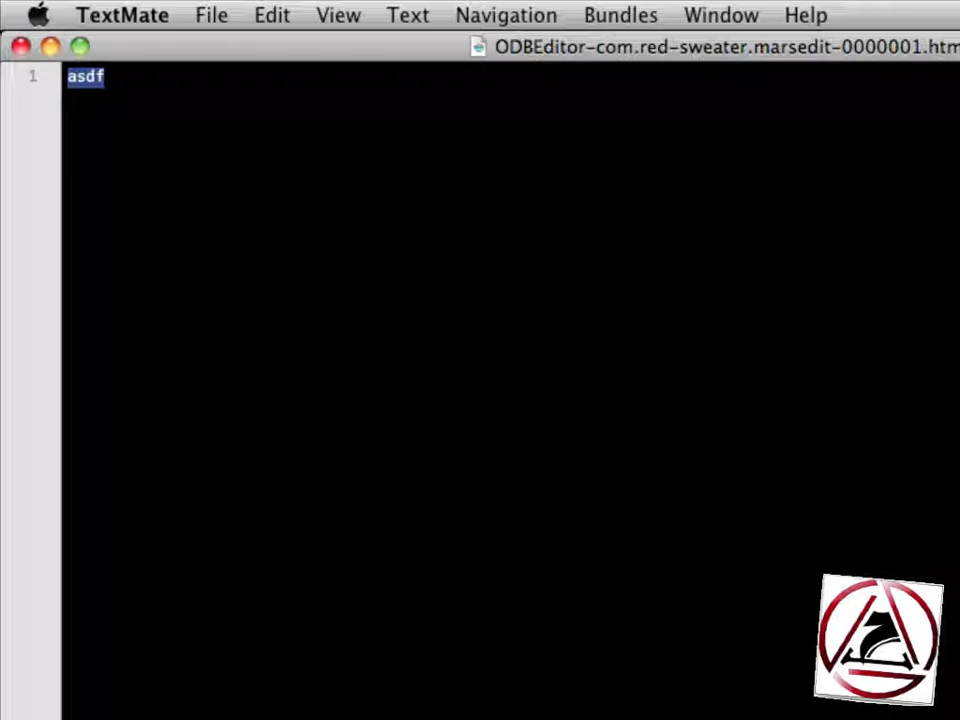 TextMate File Edit View Text Navigation Bundles Window Help
ODBEditor-com.red-sweater.marsedit-0000001.htm
1 asdf